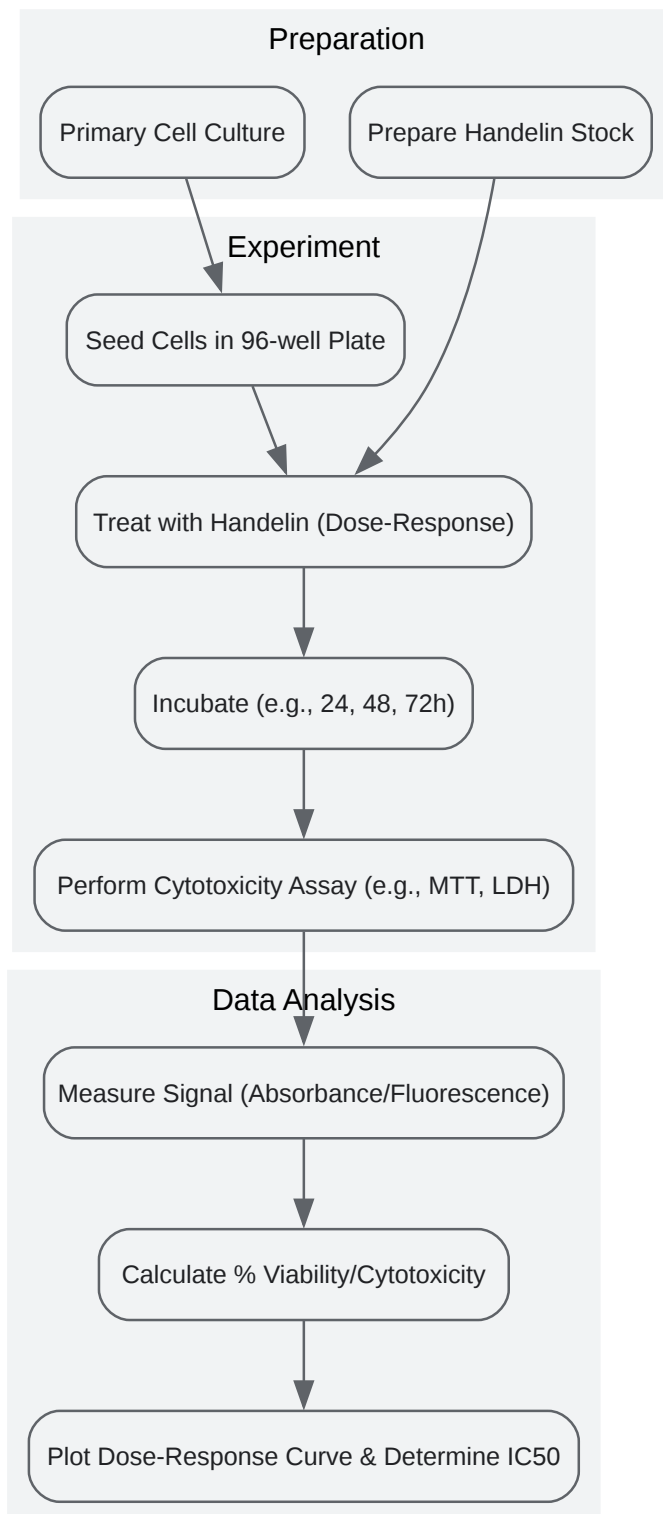 Preparation
Primary Cell Culture
Prepare Handelin Stock
Experiment
Seed Cells in 96-well Plate
Treat with Handelin (Dose-Response)
Incubate (e.g., 24, 48, 72h)
Perform Cytotoxicity Assay (e.g., MTT, LDH)
Data Analysis
Measure Signal (Absorbance/Fluorescence)
Calculate % Viability/Cytotoxicity
Plot Dose-Response Curve & Determine IC50